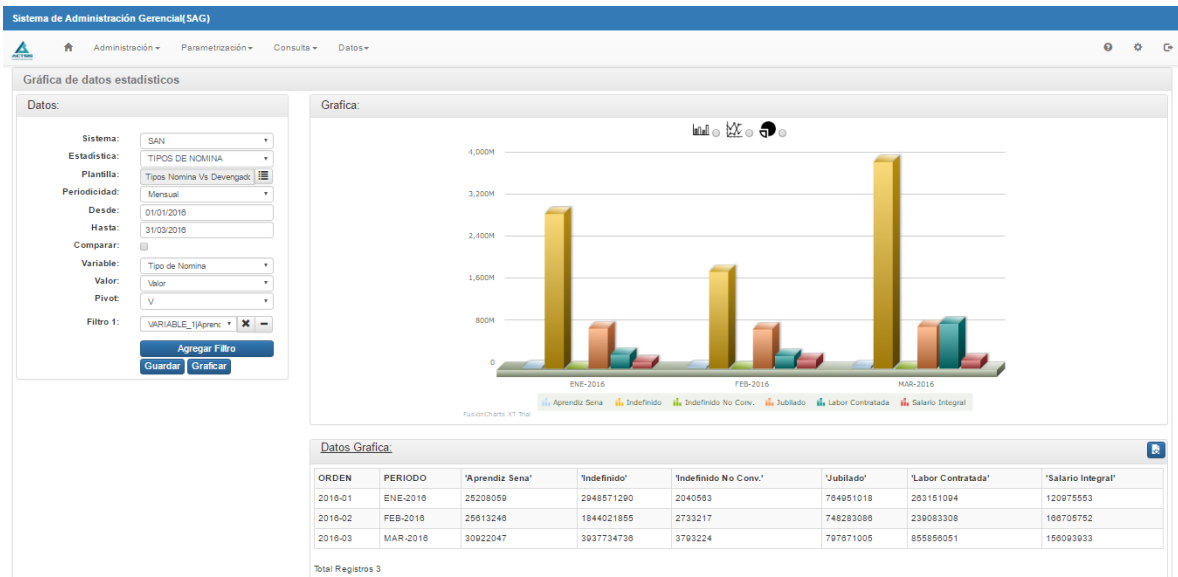 Sistema de Administración Gerencial(SAG)
ACTSIS
Administración
Parametrización
Consulta
Datos
Gráfica de datos estadísticos
Datos:
Sistema:
SAN
Estadística:
TIPOS DE NOMINA
Plantilla:
Tipos Nomina Vs Devengado
Periodicidad:
Mensual
Desde:
01/01/2016
Hasta:
31/03/2016
Comparar:
Variable:
Tipo de Nomina
Valor:
Valor
Pivot:
V
Filtro 1:
VARIABLE_1|Aprenc
Agregar Filtro
Guardar Graficar
Grafica:
4,000M
3,200M
2,400M
1,600M
800M
0
ENE-2016 FEB-2016 MAR-2016
Aprendiz Sena Indefinido Indefinido No Conv. Jubilado Labor Contratada Salario Integral
FusionCharts XT Trial
Datos Grafica:
ORDEN PERIODO 'Aprendiz Sena' 'Indefinido' 'Indefinido No Conv.' 'Jubilado' 'Labor Contratada' 'Salario Integral'
2016-01 ENE-2016 25208059 2948571290 2040563 764951018 263151094 120975553
2016-02 FEB-2016 25613246 1844021855 2733217 748283086 239083308 166705752
2016-03 MAR-2016 30922047 3937734736 3793224 797671005 855856051 156093933
Total Registros 3